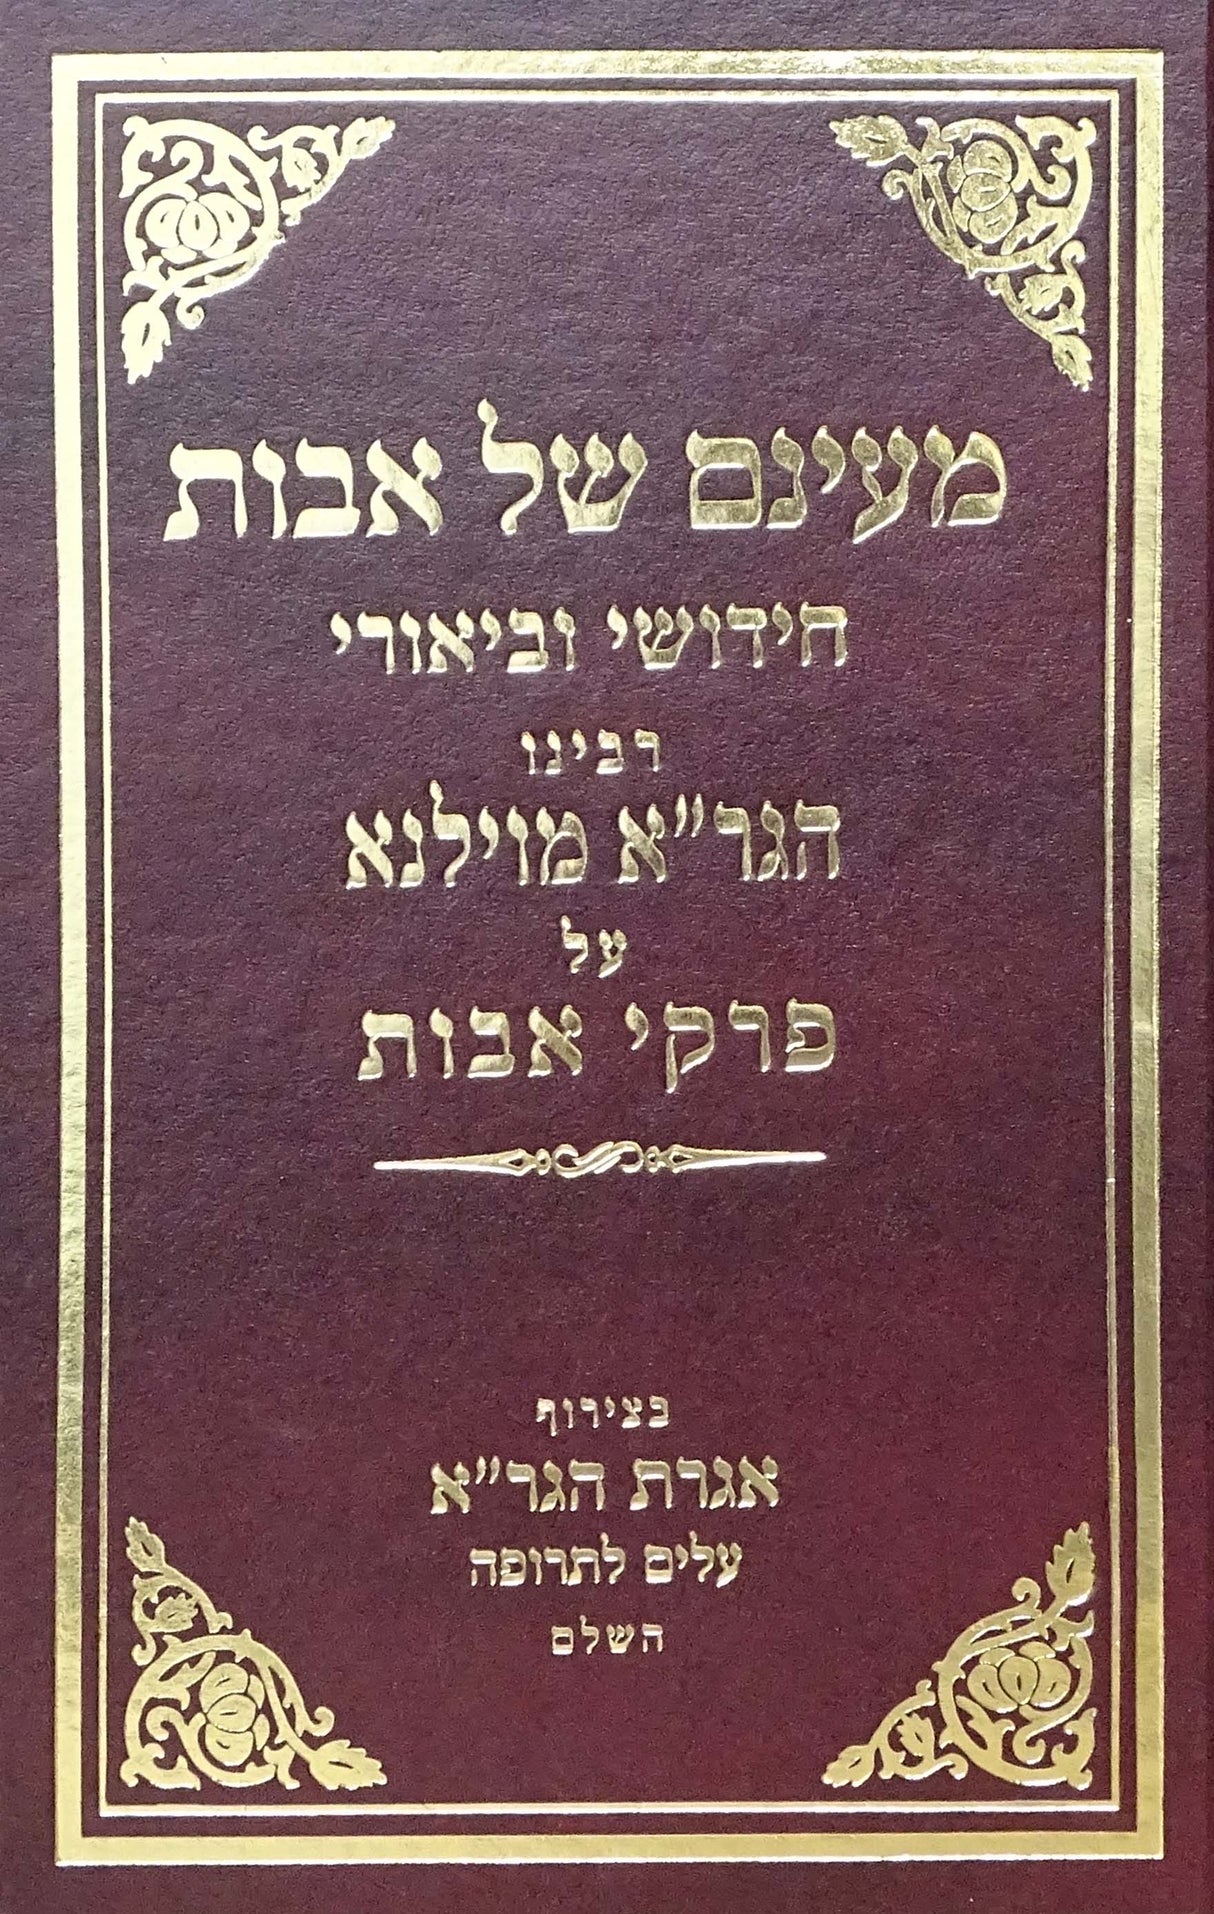 מעינם של אבות
חידושי וביאורי
רבינו
הגר״א מוילנא
על
פרקי אבות
בצירוף
אגרת הגר״א
עלים לתרופה
השלם